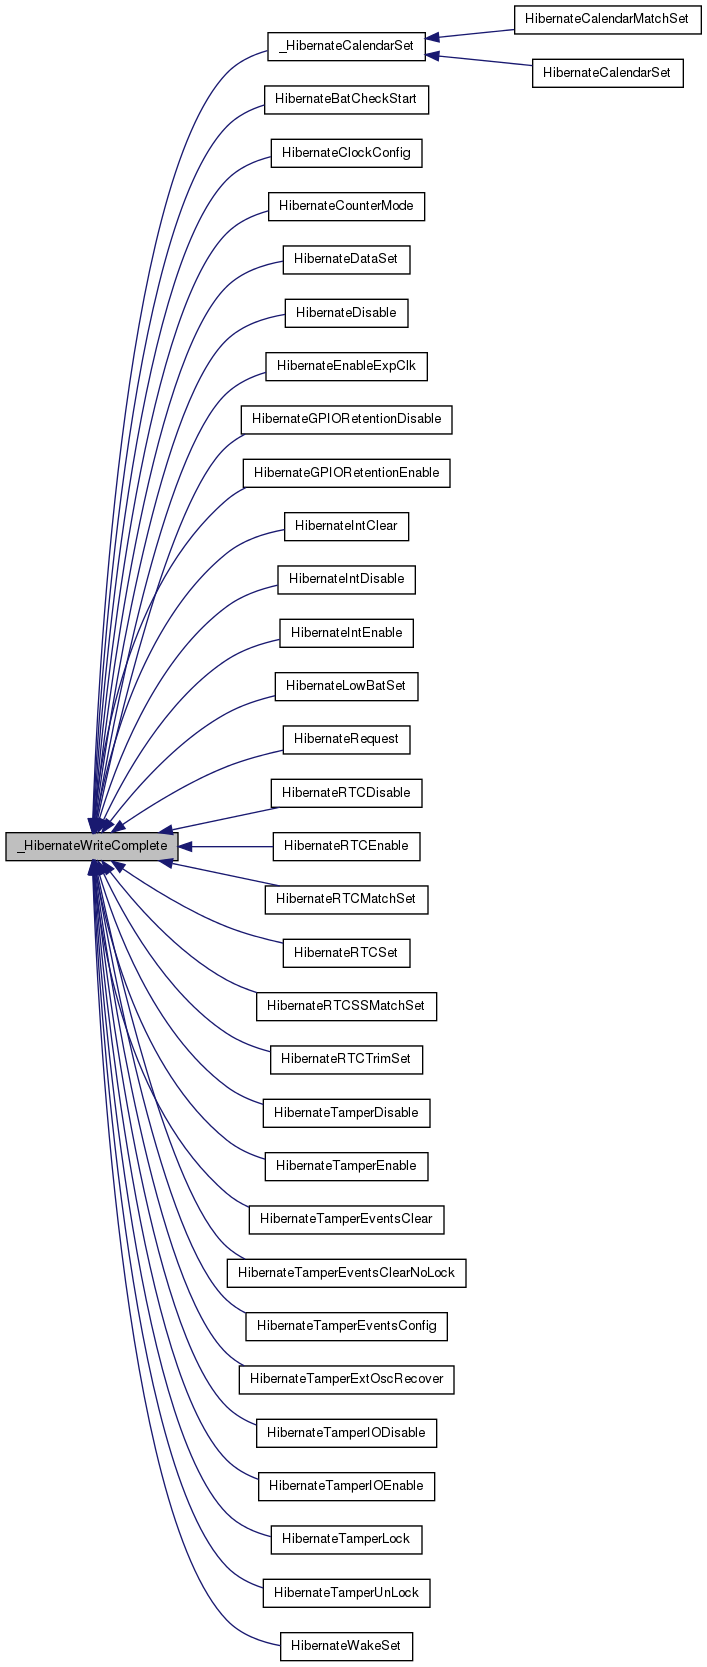 HibernateCalendarMatchSet
_HibernateCalendarSet
HibernateCalendarSet
HibernateBatCheckStart
HibernateClockConfig
HibernateCounterMode
HibernateDataSet
HibernateDisable
HibernateEnableExpClk
HibernateGPIORetentionDisable
HibernateGPIORetentionEnable
HibernateIntClear
HibernateIntDisable
HibernateIntEnable
HibernateLowBatSet
HibernateRequest
HibernateRTCDisable
_HibernateWriteComplete
HibernateRTCEnable
HibernateRTCMatchSet
HibernateRTCSet
HibernateRTCSSMatchSet
HibernateRTCTrimSet
HibernateTamperDisable
HibernateTamperEnable
HibernateTamperEventsClear
HibernateTamperEventsClearNoLock
HibernateTamperEventsConfig
HibernateTamperExtOscRecover
HibernateTamperIODisable
HibernateTamperIOEnable
HibernateTamperLock
HibernateTamperUnLock
HibernateWakeSet